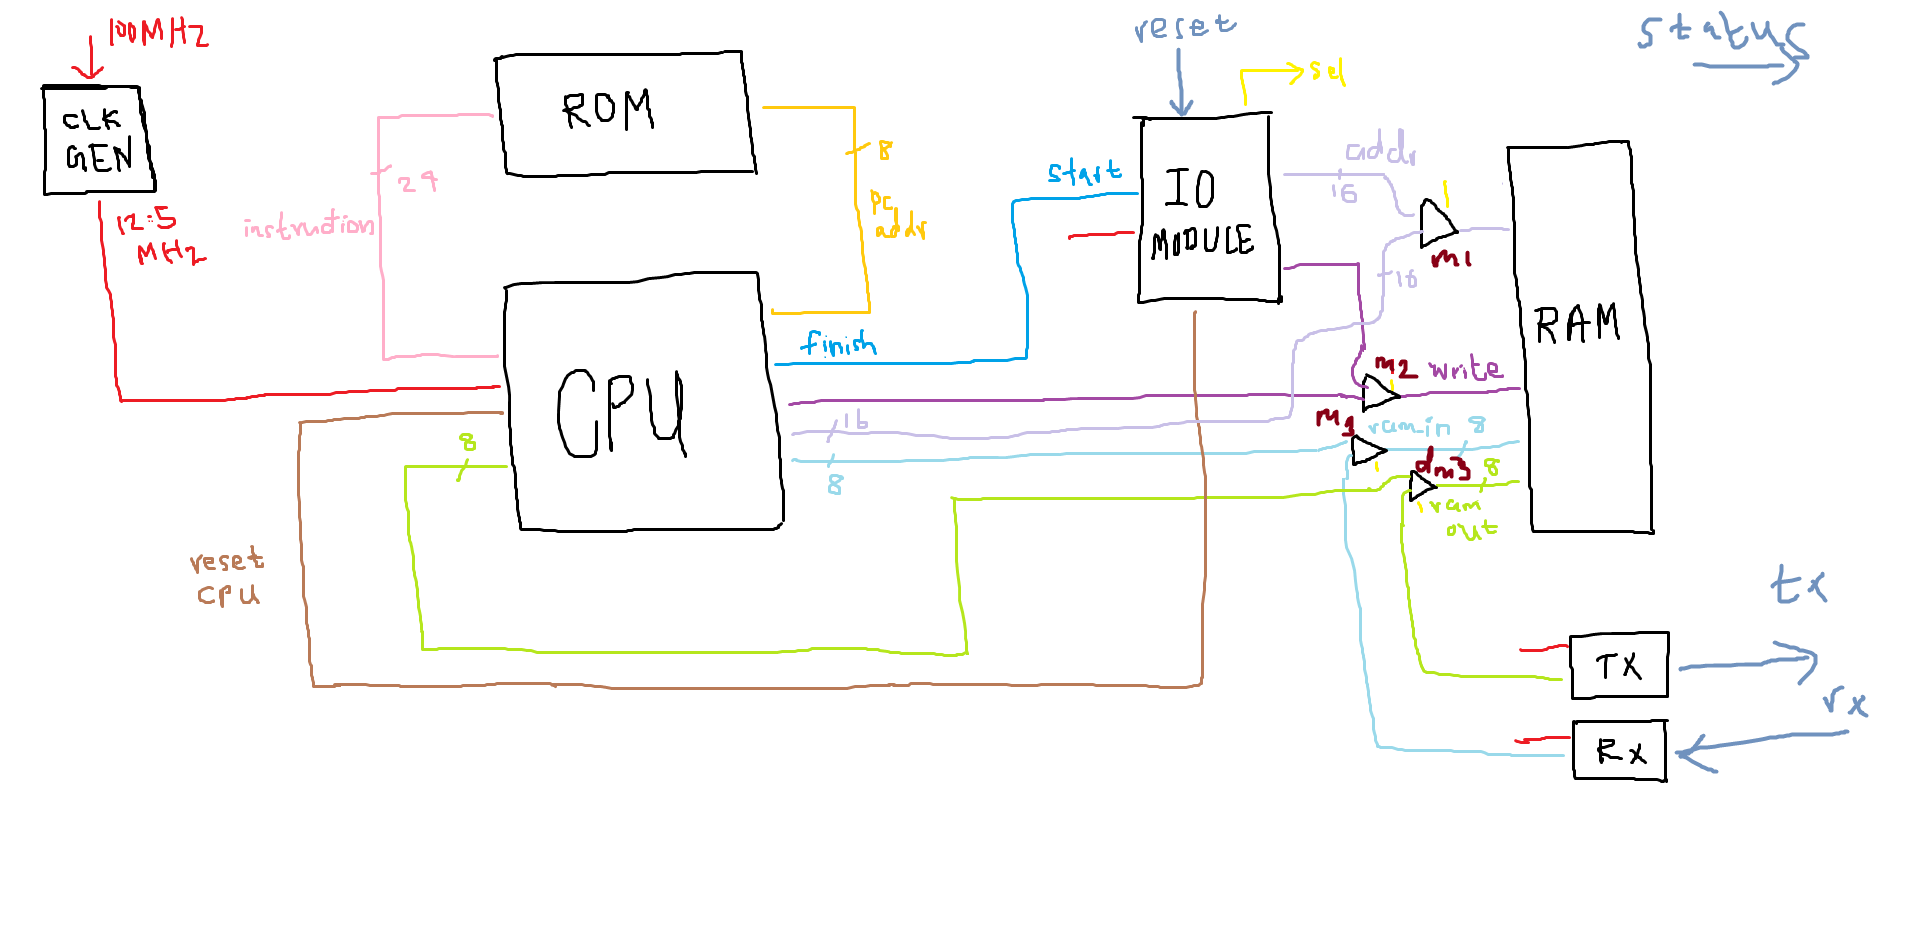 100MHz
CLK
GEN
12.5
MHz
ROM
24
instrution
8
pc
addr
CPU
finish
start
reset
sel
IO
MODULE
addr
16
16
m1
RAM
m2
write
16
8
m3
ram_in
8
dm3
8
ram
out
8
reset
cpu
status
tx
TX
rx
Rx